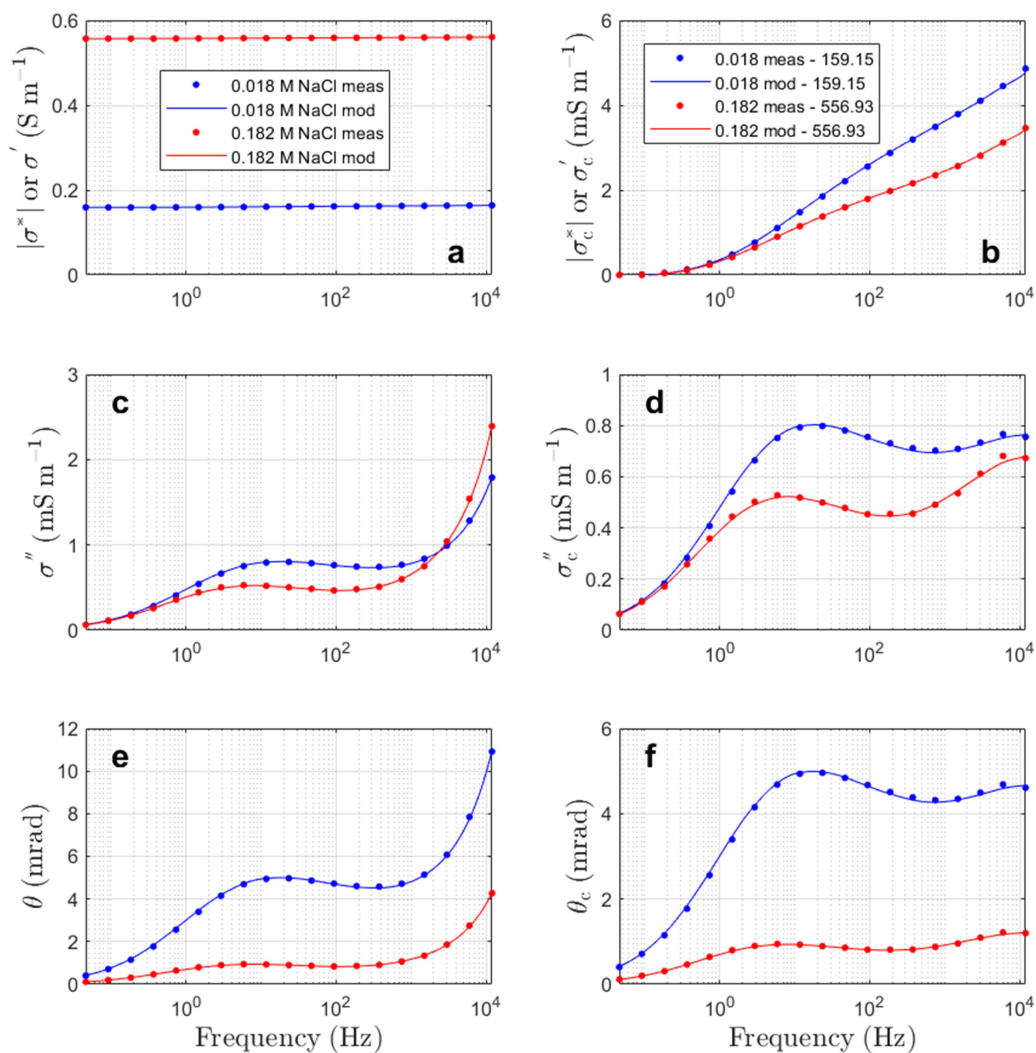 0.6
0.4
0.2
0
|σ*| or σ′ (S m⁻¹)
0.018 M NaCl meas
0.018 M NaCl mod
0.182 M NaCl meas
0.182 M NaCl mod
a
10⁰ 10² 10⁴
6
4
2
0
|σc*| or σc′ (mS m⁻¹)
0.018 meas - 159.15
0.018 mod - 159.15
0.182 meas - 556.93
0.182 mod - 556.93
b
10⁰ 10² 10⁴
3
2
1
0
σ″ (mS m⁻¹)
c
10⁰ 10² 10⁴
1
0.8
0.6
0.4
0.2
0
σc″ (mS m⁻¹)
d
10⁰ 10² 10⁴
12
10
8
6
4
2
0
θ (mrad)
e
10⁰ 10² 10⁴
Frequency (Hz)
6
4
2
0
θc (mrad)
f
10⁰ 10² 10⁴
Frequency (Hz)